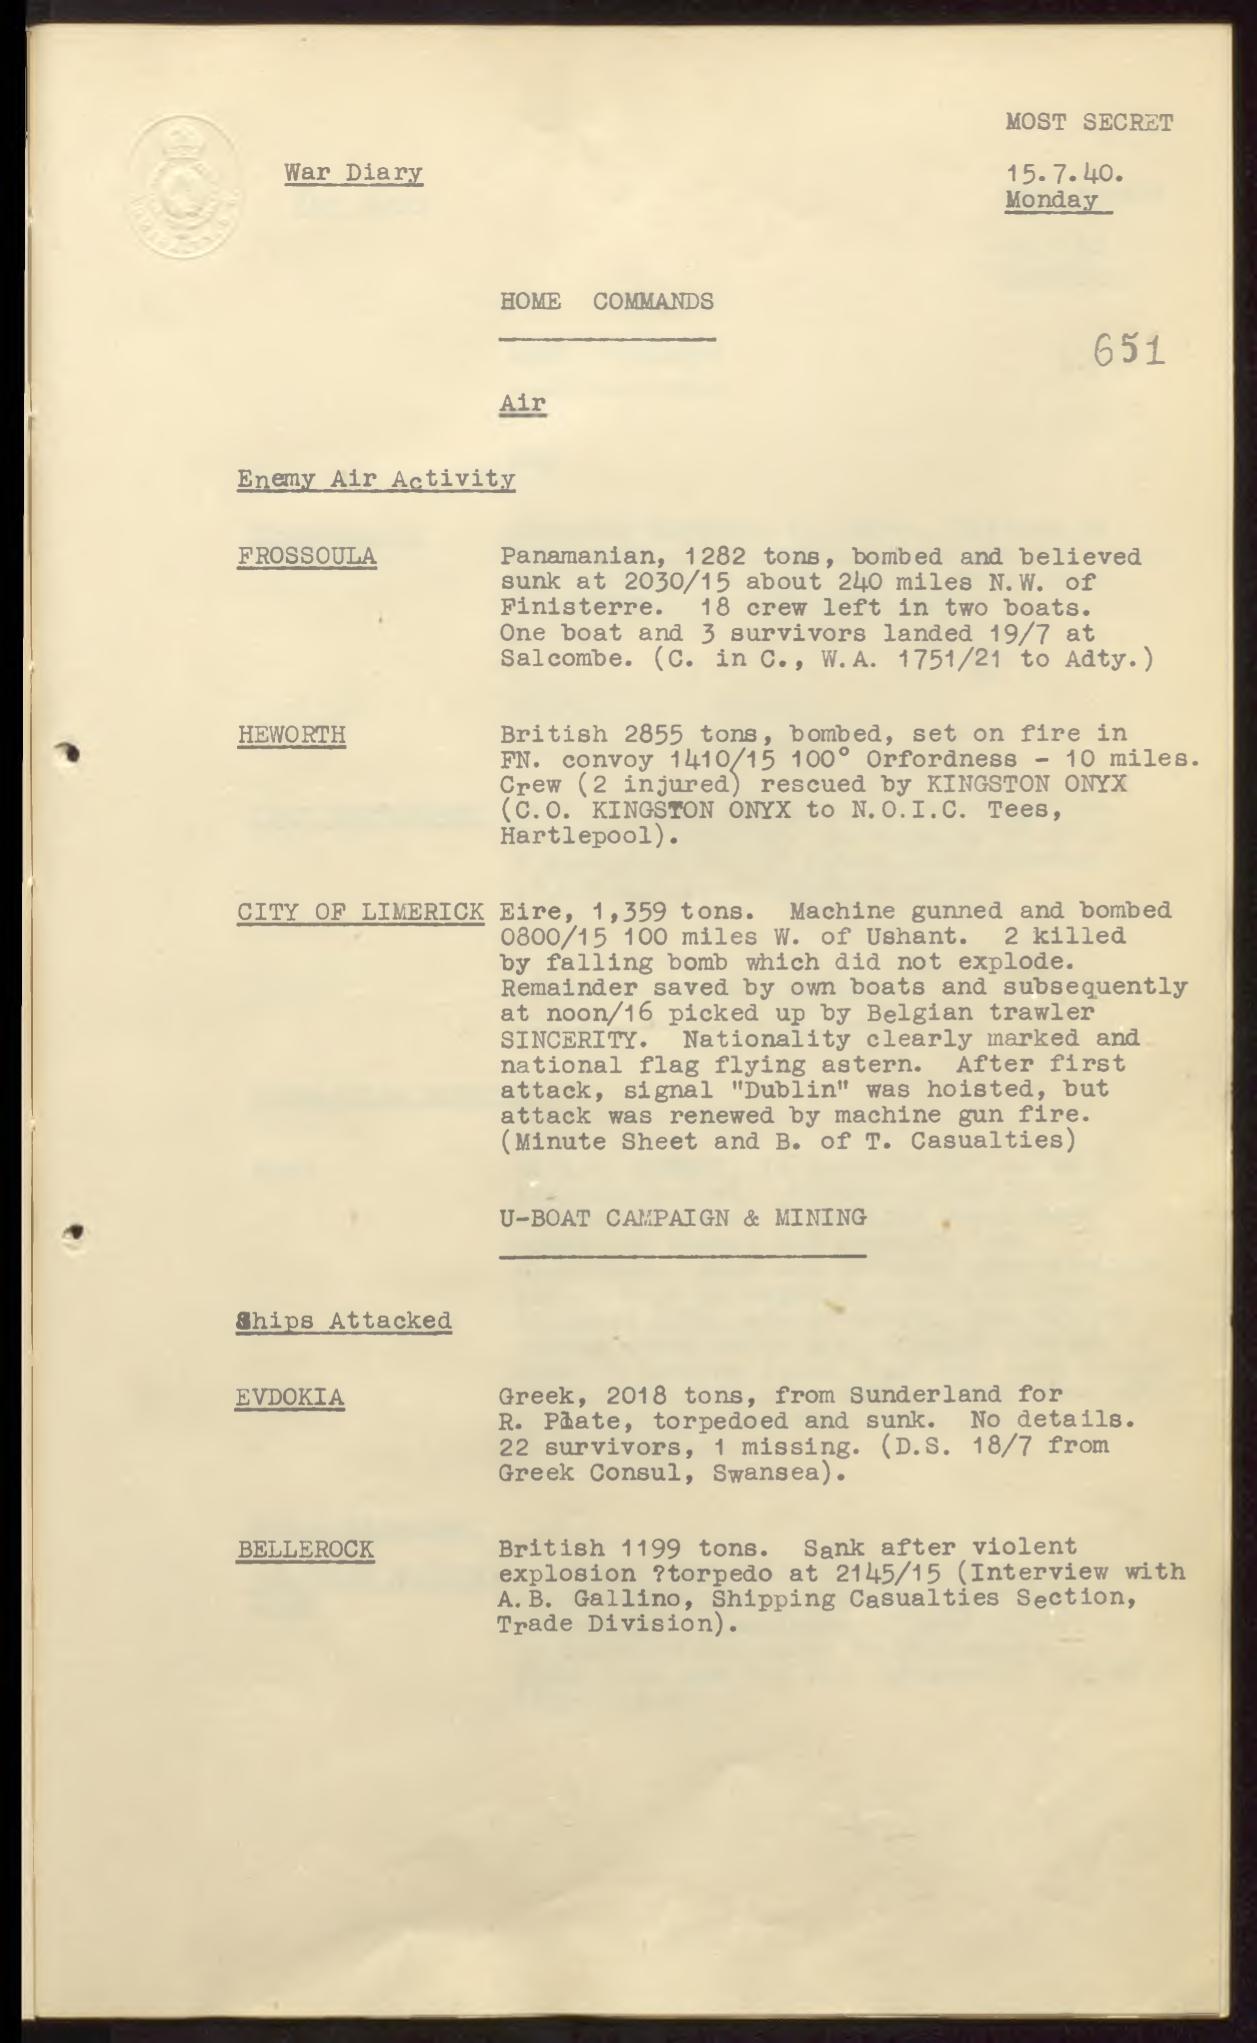 MOST SECRET
War Diary
15.7.40.
Monday
HOME COMMANDS
651
Air
Enemy Air Activity
FROSSOULA Panamanian, 1282 tons, bombed and believed
sunk at 2030/15 about 240 miles N.W. of
Finisterre. 18 crew left in two boats.
One boat and 3 survivors landed 19/7 at
Salcombe. (C. in C., W.A. 1751/21 to Adty.)
HEWORTH British 2855 tons, bombed, set on fire in
FN. convoy 1410/15 100° Orfordness - 10 miles.
Crew (2 injured) rescued by KINGSTON ONYX
(C.O. KINGSTON ONYX to N.O.I.C. Tees,
Hartlepool).
CITY OF LIMERICK Eire, 1,359 tons. Machine gunned and bombed
0800/15 100 miles W. of Ushant. 2 killed
by falling bomb which did not explode.
Remainder saved by own boats and subsequently
at noon/16 picked up by Belgian trawler
SINCERITY. Nationality clearly marked and
national flag flying astern. After first
attack, signal "Dublin" was hoisted, but
attack was renewed by machine gun fire.
(Minute Sheet and B. of T. Casualties)
U-BOAT CAMPAIGN & MINING
Ships Attacked
EVDOKIA Greek, 2018 tons, from Sunderland for
R. Plate, torpedoed and sunk. No details.
22 survivors, 1 missing. (D.S. 18/7 from
Greek Consul, Swansea).
BELLEROCK British 1199 tons. Sank after violent
explosion ?torpedo at 2145/15 (Interview with
A.B. Gallino, Shipping Casualties Section,
Trade Division).